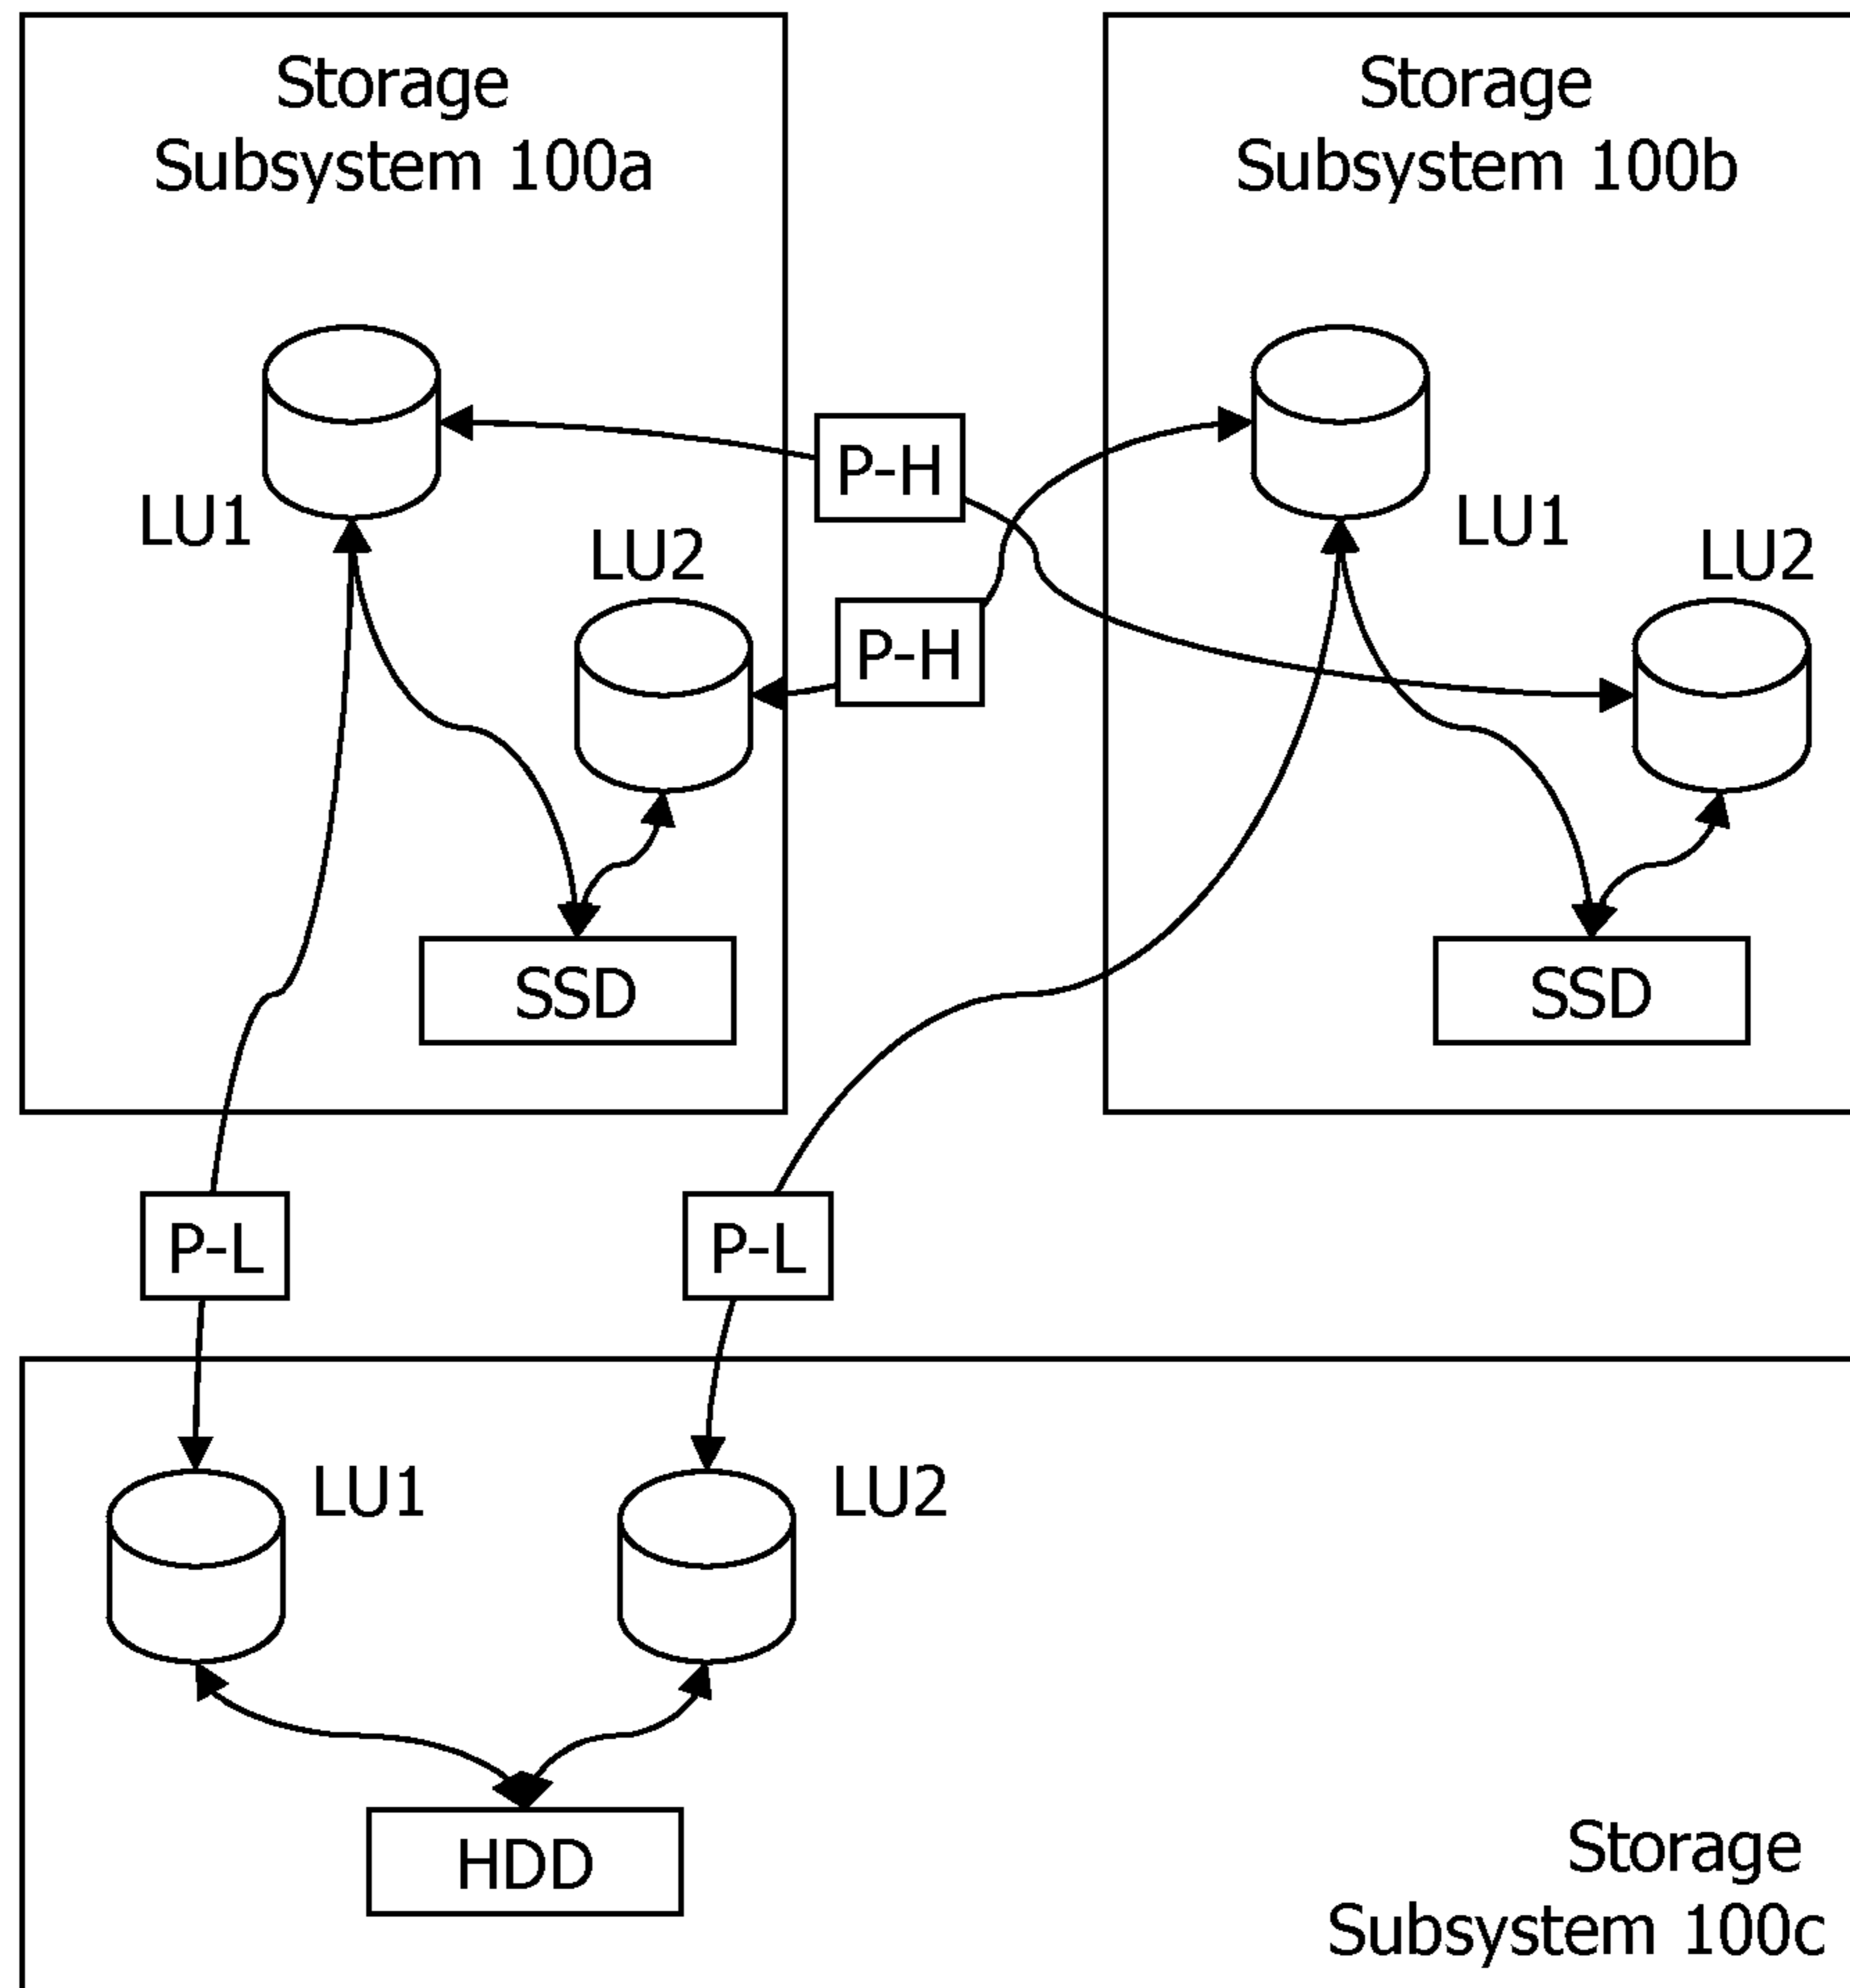 Storage
Subsystem 100a
Storage
Subsystem 100b
P-H
LU1
LU2
LU1
LU2
P-H
SSD
SSD
P-L
P-L
LU1
LU2
HDD
Storage
Subsystem 100c